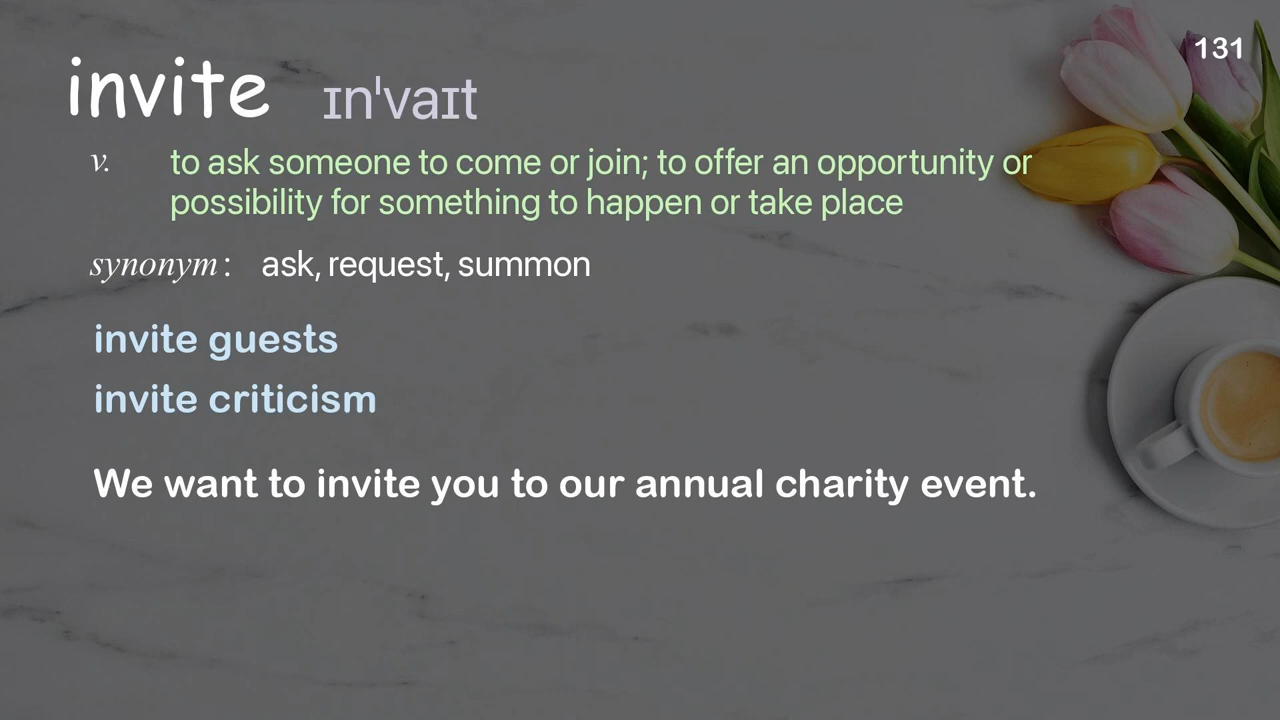 131
invite ɪn'vaɪt
v. to ask someone to come or join; to offer an opportunity or
possibility for something to happen or take place
synonym: ask, request, summon
invite guests
invite criticism
We want to invite you to our annual charity event.